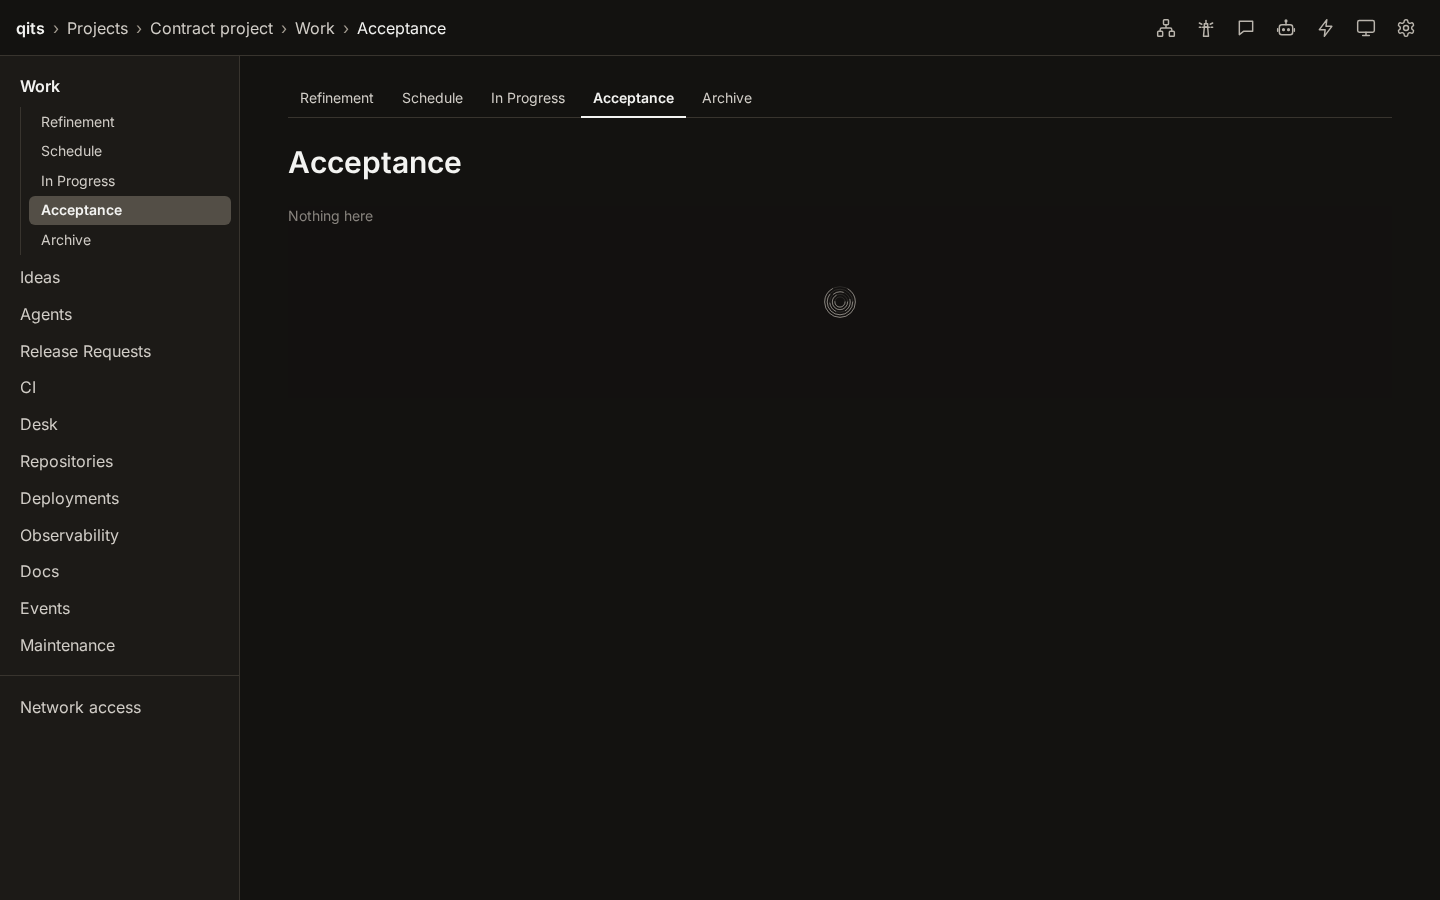 qits › Projects › Contract project › Work › Acceptance
Work
Refinement
Schedule
In Progress
Acceptance
Archive
Ideas
Agents
Release Requests
CI
Desk
Repositories
Deployments
Observability
Docs
Events
Maintenance
Network access
Refinement Schedule In Progress Acceptance Archive
Acceptance
Nothing here